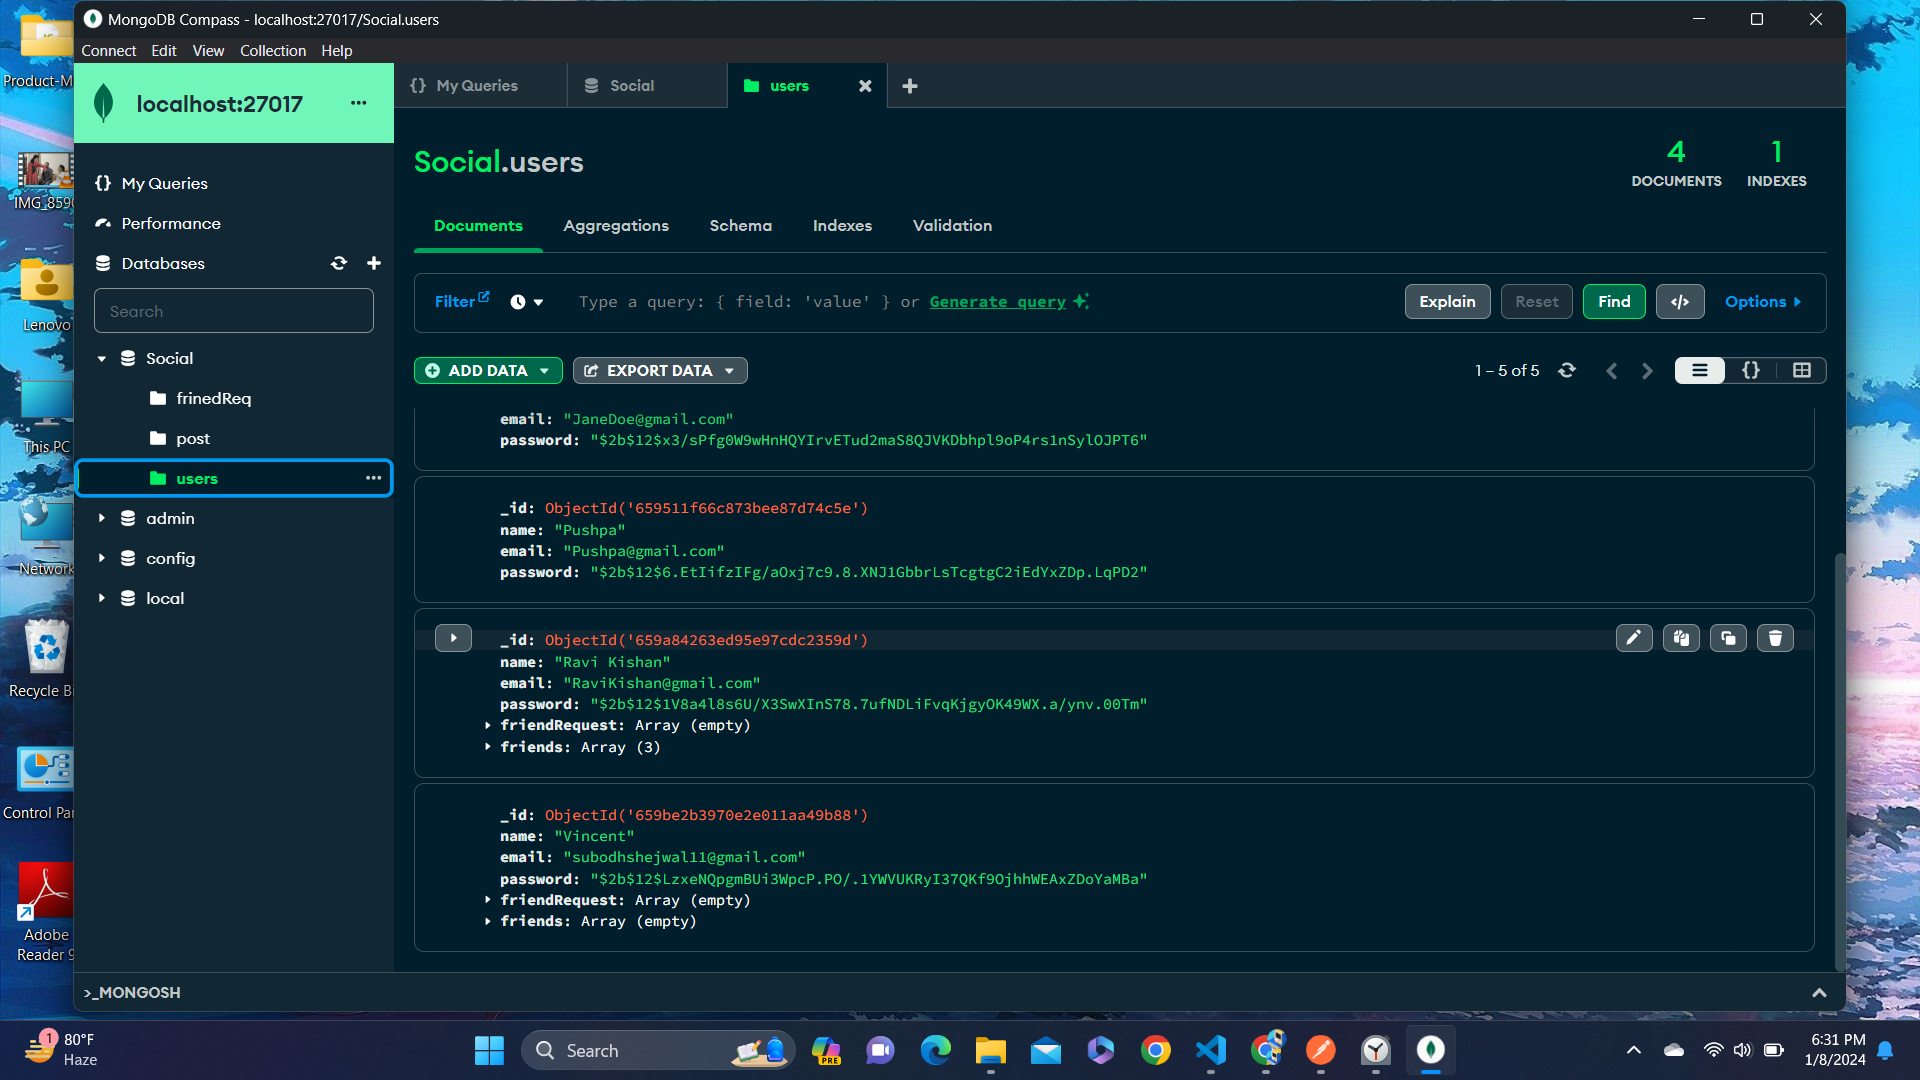 MongoDB Compass - localhost:27017/Social.users
Connect Edit View Collection Help
localhost:27017
My Queries
Social
users
Social.users
4
DOCUMENTS
1
INDEXES
My Queries
Performance
Databases
Search
Social
frinedReq
post
users
admin
config
local
Documents Aggregations Schema Indexes Validation
Filter
Type a query: { field: 'value' } or Generate query
Explain Reset Find </> Options
ADD DATA
EXPORT DATA
1 – 5 of 5
email: "JaneDoe@gmail.com"
password: "$2b$12$x3/sPfg0W9wHnHQYIrvETud2maS8QJVKDbhpl9oP4rs1nSylOJPT6"
_id: ObjectId('659511f66c873bee87d74c5e')
name: "Pushpa"
email: "Pushpa@gmail.com"
password: "$2b$12$6.EtIifzIFg/aOxj7c9.8.XNJ1GbbrLsTcgtgC2iEdYxZDp.LqPD2"
_id: ObjectId('659a84263ed95e97cdc2359d')
name: "Ravi Kishan"
email: "RaviKishan@gmail.com"
password: "$2b$12$1V8a4l8s6U/X3SwXInS78.7ufNDLiFvqKjgyOK49WX.a/ynv.00Tm"
friendRequest: Array (empty)
friends: Array (3)
_id: ObjectId('659be2b3970e2e011aa49b88')
name: "Vincent"
email: "subodhshejwal11@gmail.com"
password: "$2b$12$LzxeNQpgmBUi3WpcP.PO/.1YWVUKRyI37QKf9OjhhWEAxZDoYaMBa"
friendRequest: Array (empty)
friends: Array (empty)
>_MONGOSH
Product-M
IMG_8590
Lenovo
This PC
Network
Recycle B
Control Pa
Adobe
Reader 9
1
80°F
Haze
Search
PRE
6:31 PM
1/8/2024